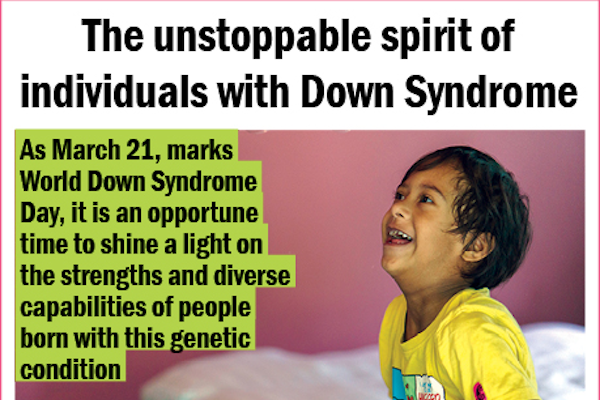 The unstoppable spirit of
individuals with Down Syndrome
As March 21, marks
World Down Syndrome
Day, it is an opportune
time to shine a light on
the strengths and diverse
capabilities of people
born with this genetic
condition